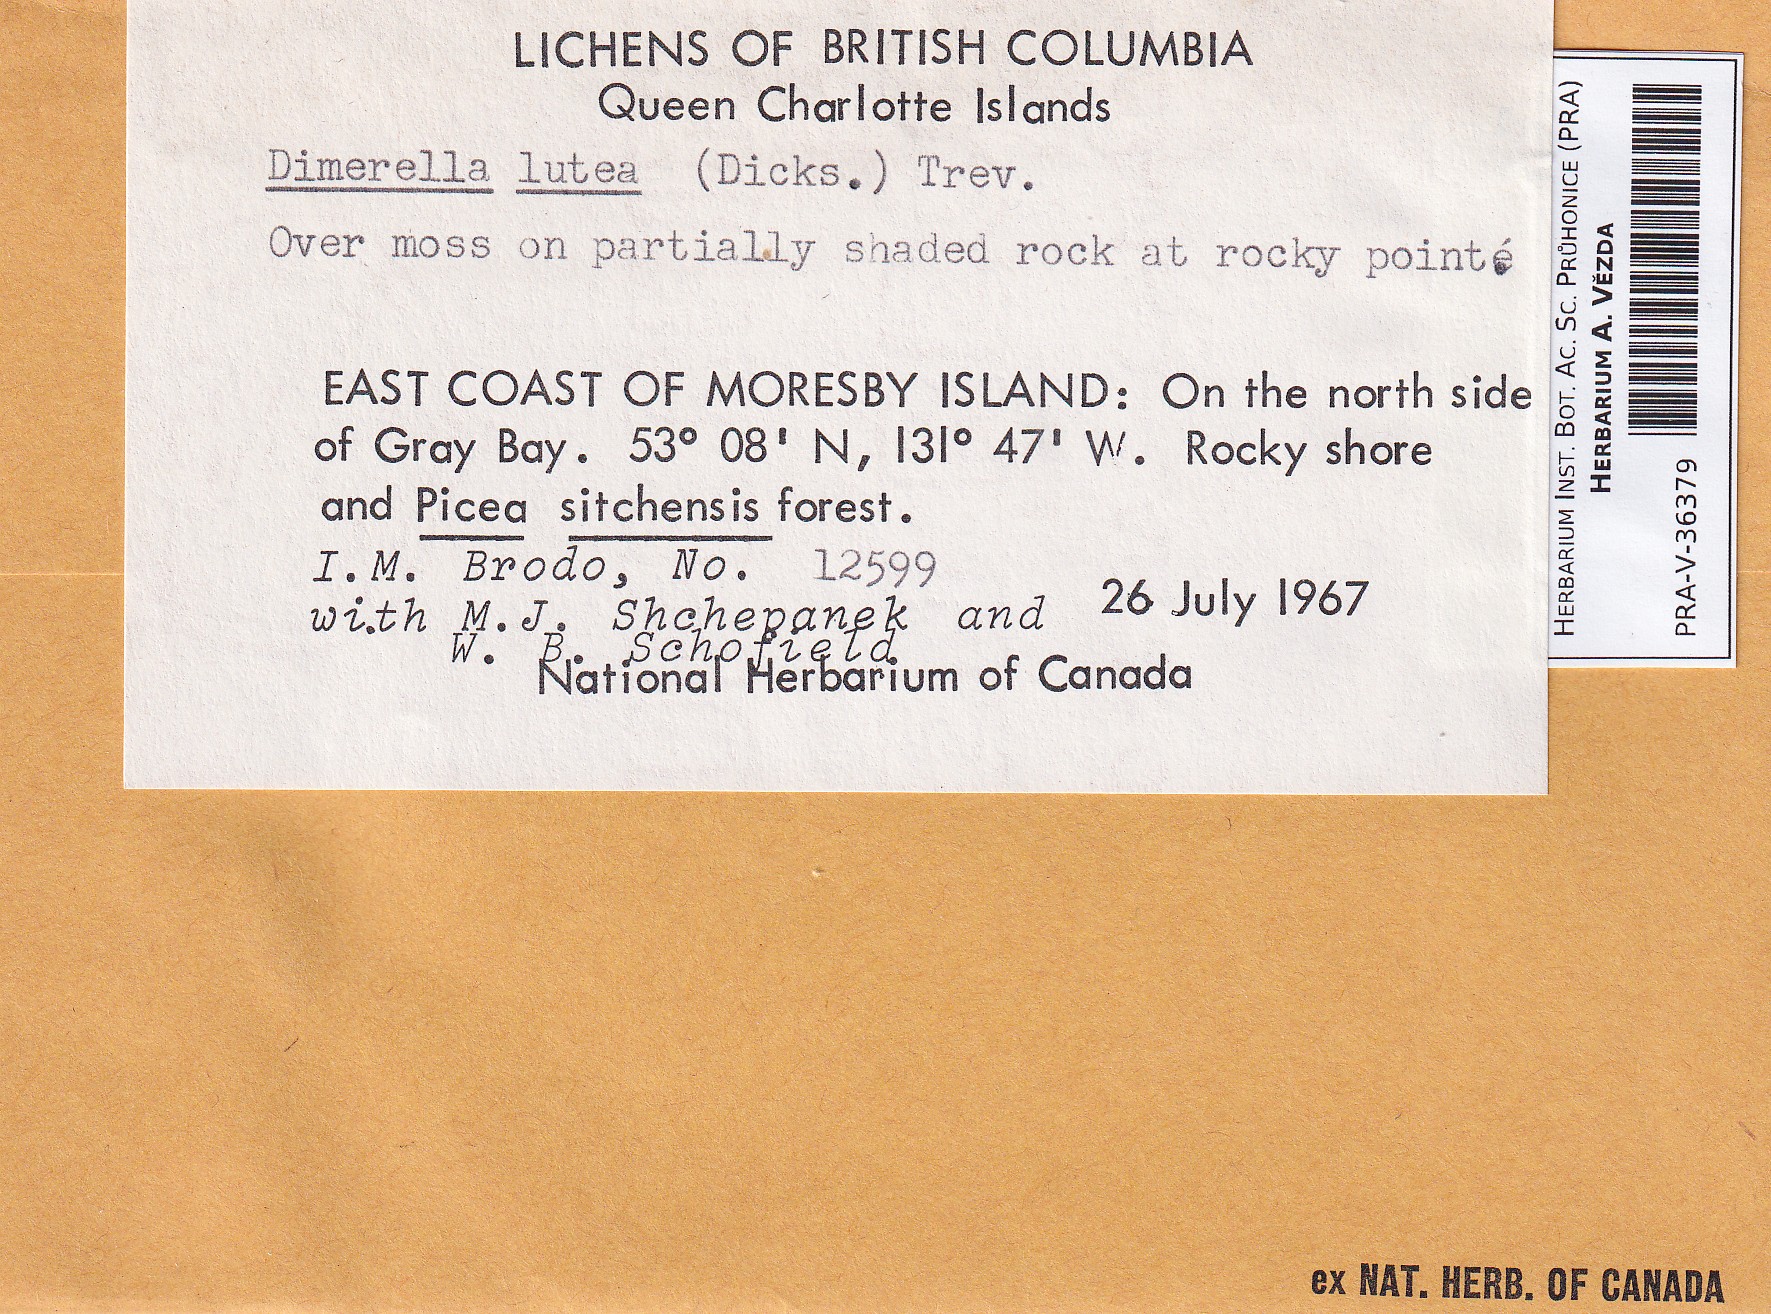 LICHENS OF BRITISH COLUMBIA
Queen Charlotte Islands
Dimerella lutea (Dicks.) Trev.
Over moss on partially shaded rock at rocky point.
EAST COAST OF MORESBY ISLAND: On the north side
of Gray Bay. 53° 08' N, 131° 47' W. Rocky shore
and Picea sitchensis forest.
I.M. Brodo, No. 12599
with M.J. Shchepanek and
W. B. Schofield
26 July 1967
National Herbarium of Canada
HERBARIUM INST. BOT. AC. SC. PRŮHONICE (PRA)
HERBARIUM A. VĚZDA
PRA-V-36379
ex NAT. HERB. OF CANADA